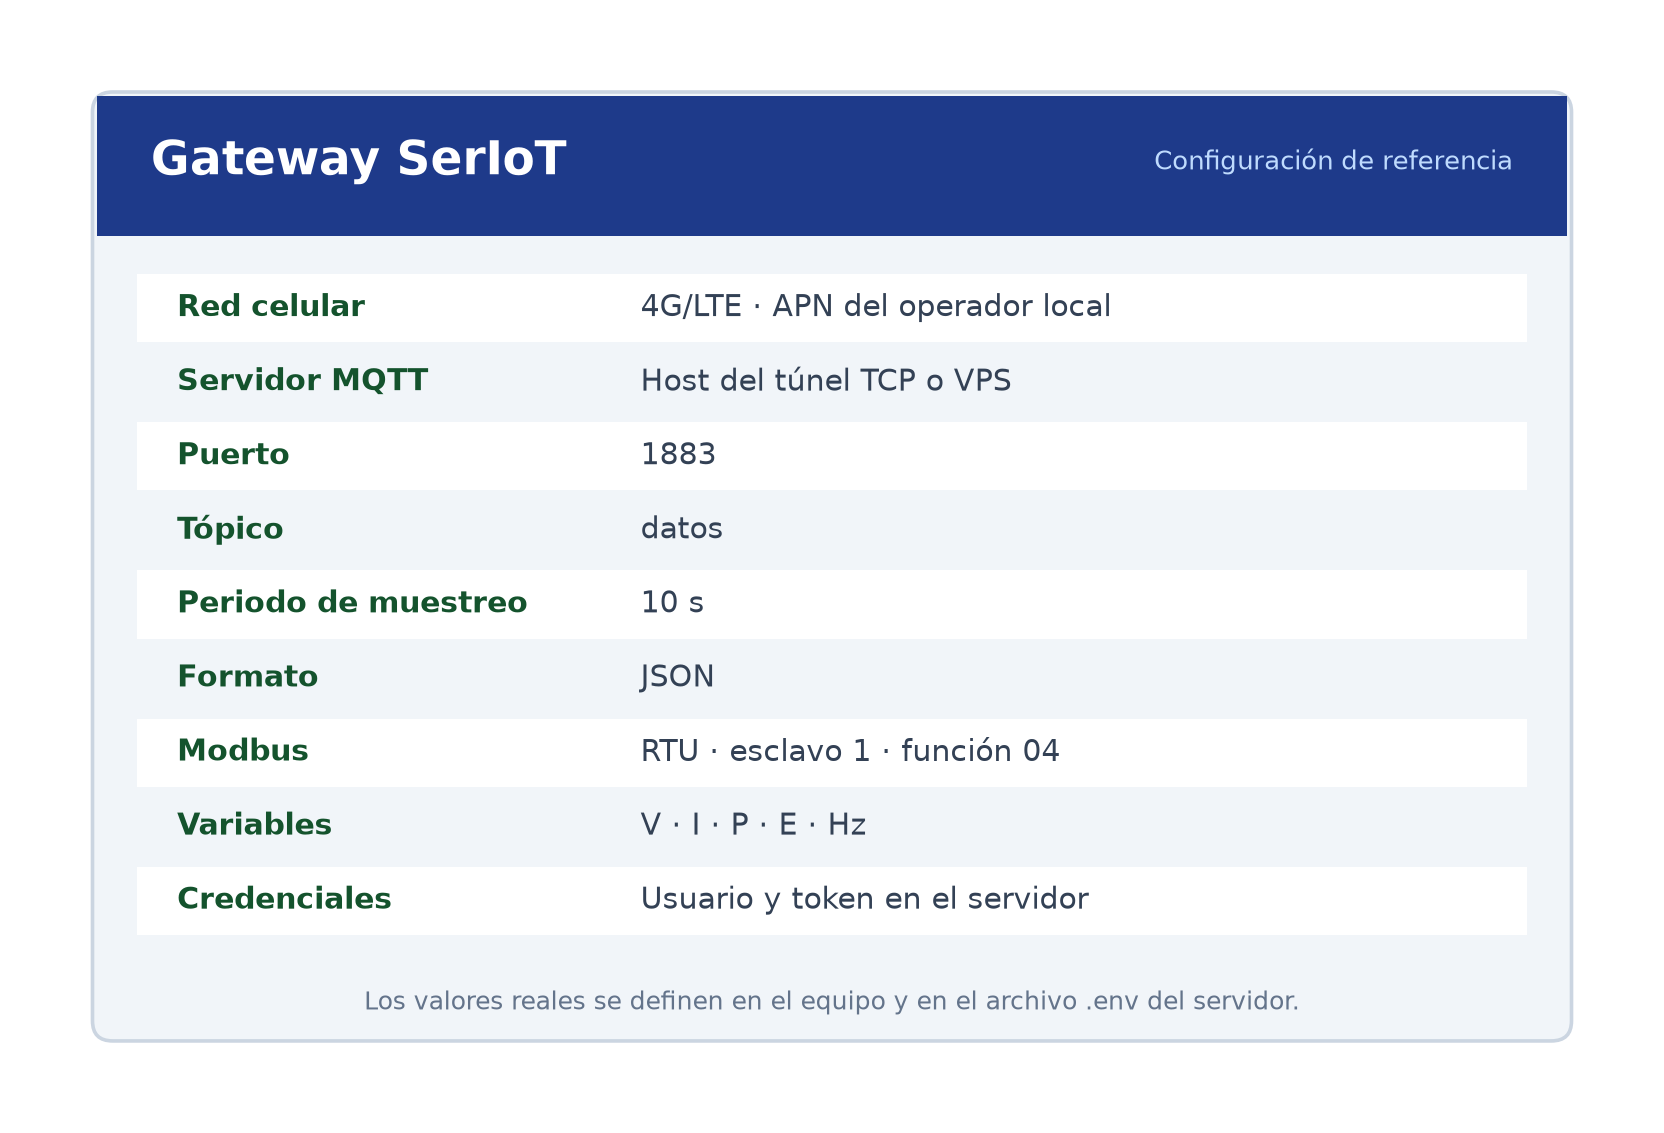 Gateway SerIoT
Configuración de referencia
Red celular 4G/LTE · APN del operador local
Servidor MQTT Host del túnel TCP o VPS
Puerto 1883
Tópico datos
Periodo de muestreo 10 s
Formato JSON
Modbus RTU · esclavo 1 · función 04
Variables V · I · P · E · Hz
Credenciales Usuario y token en el servidor
Los valores reales se definen en el equipo y en el archivo .env del servidor.